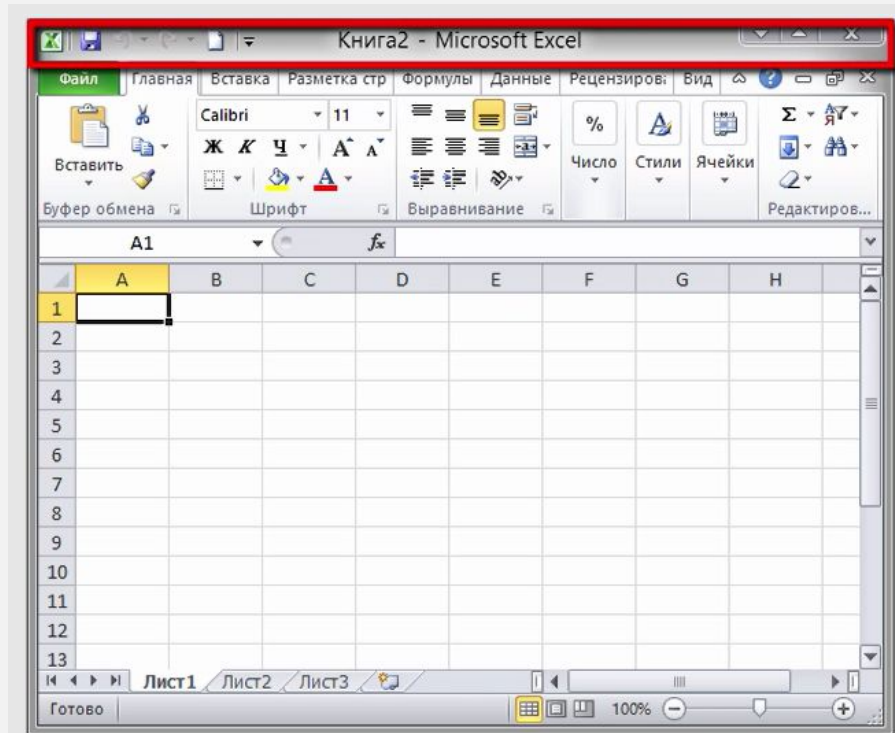 Книга2 - Microsoft Excel
Файл Главная Вставка Разметка стр Формулы Данные Рецензиров: Вид
Calibri 11
Ж К Ч А А
Вставить
% Число Стили Ячейки
Σ А Я
Буфер обмена Шрифт Выравнивание Редактиров...
A1 fx
A B C D E F G H
1
2
3
4
5
6
7
8
9
10
11
12
13
Лист1 Лист2 Лист3
Готово 100%